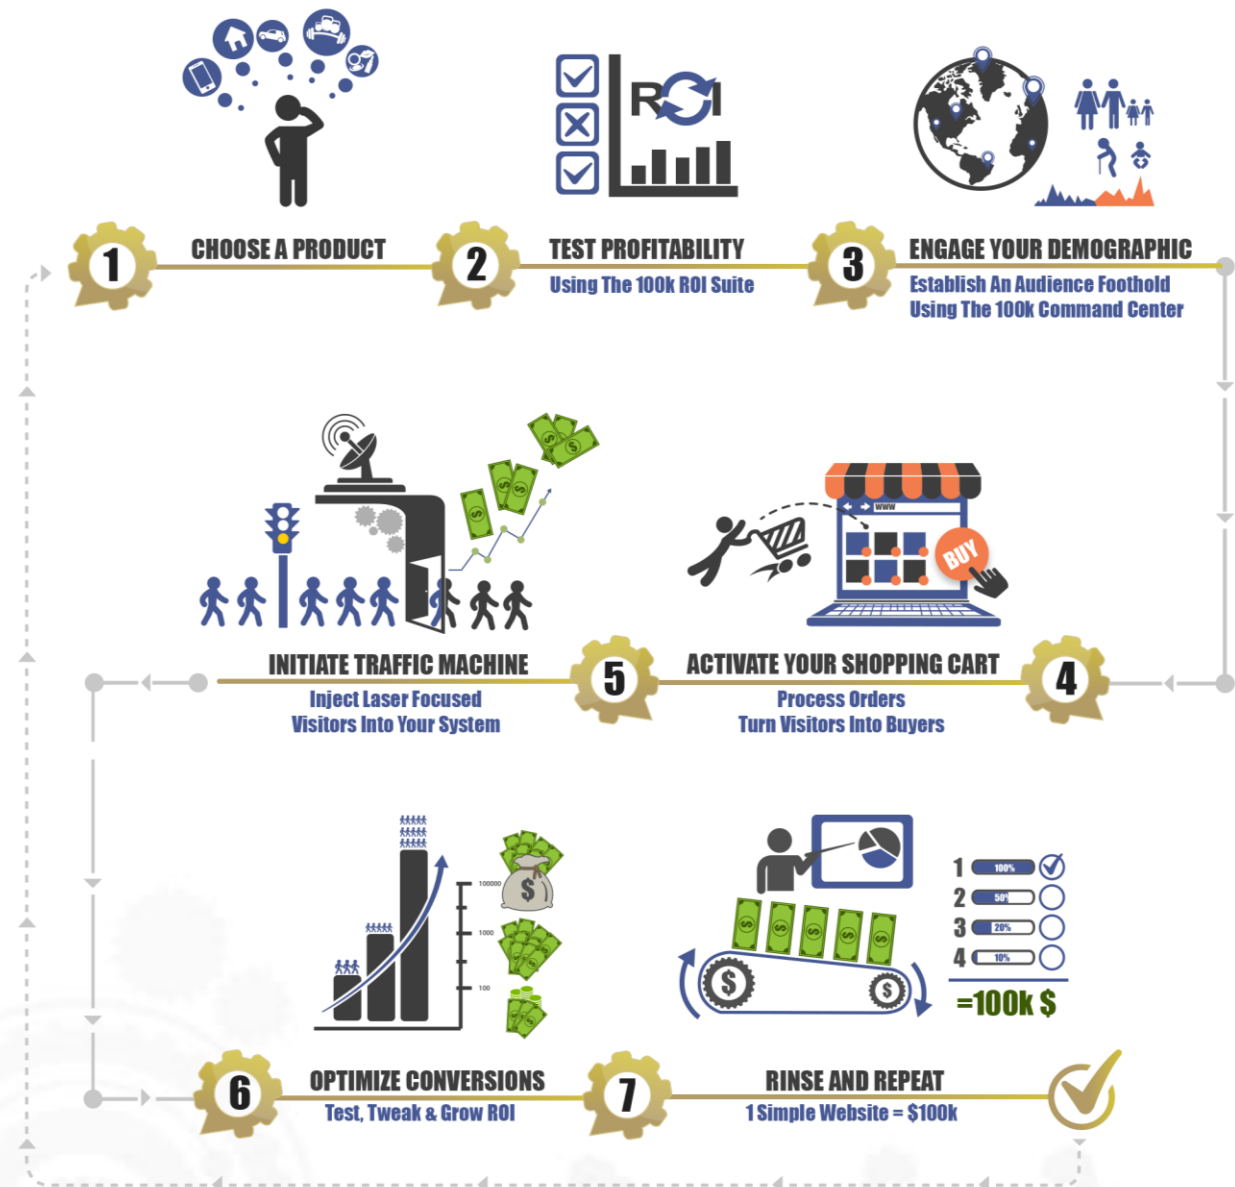 ROI
1
CHOOSE A PRODUCT
2
TEST PROFITABILITY
Using The 100k ROI Suite
3
ENGAGE YOUR DEMOGRAPHIC
Establish An Audience Foothold
Using The 100k Command Center
$
$
$
$
$
WWW
BUY
INITIATE TRAFFIC MACHINE
Inject Laser Focused
Visitors Into Your System
5
ACTIVATE YOUR SHOPPING CART
Process Orders
Turn Visitors Into Buyers
4
100000
1000
100
$
$
$
$
$
$
$
$
1 100%
2 50%
3 20%
4 10%
=100k $
6
OPTIMIZE CONVERSIONS
Test, Tweak & Grow ROI
7
RINSE AND REPEAT
1 Simple Website = $100k